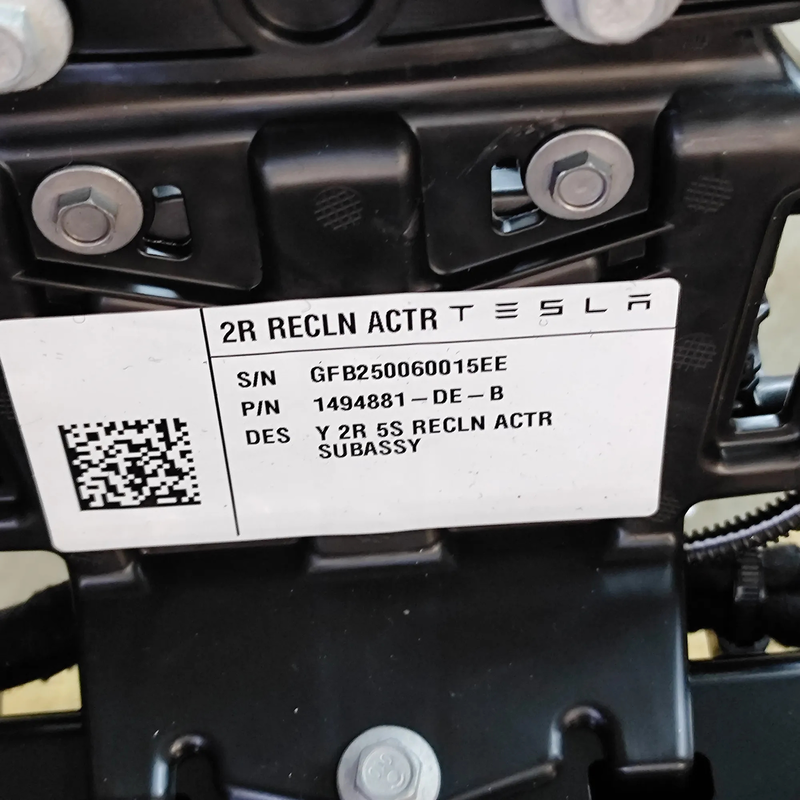 2R RECLN ACTR TESLA
S/N GFB250060015EE
P/N 1494881-DE-B
DES Y 2R 5S RECLN ACTR
SUBASSY